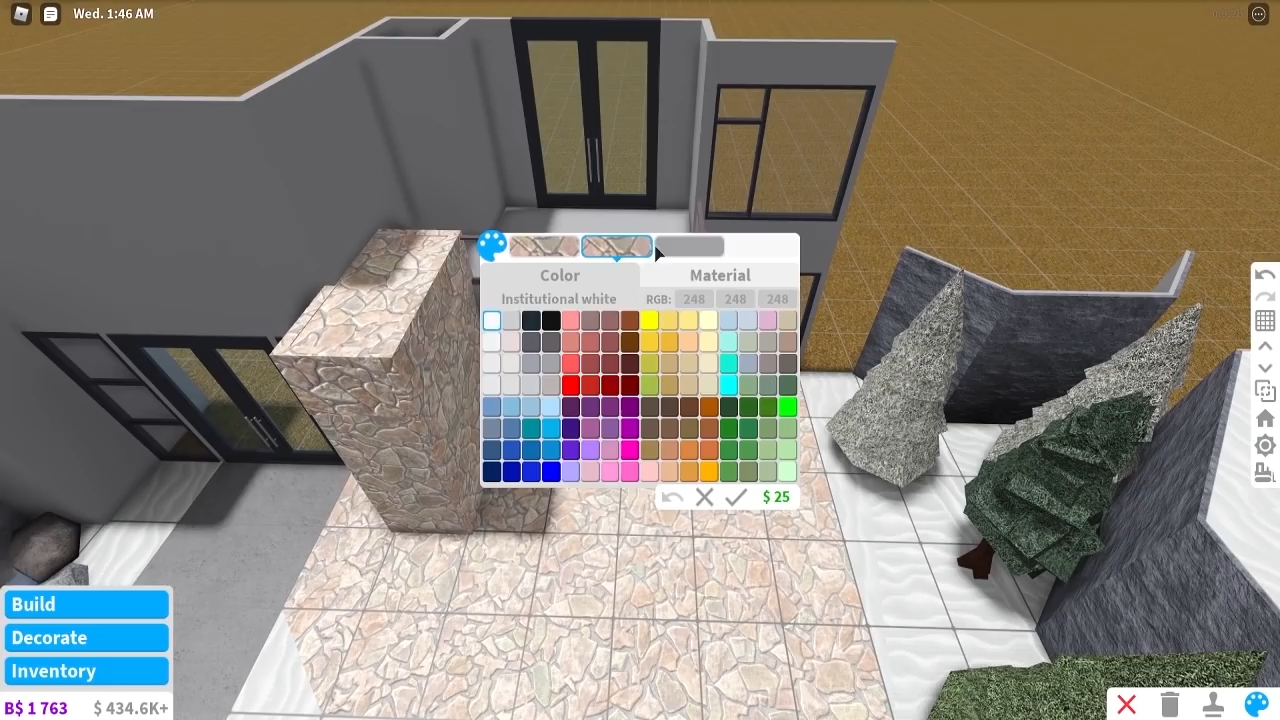 Wed. 1:46 AM
Color
Material
Institutional white
RGB: 248 248 248
$ 25
Build
Decorate
Inventory
B$ 1 763
$ 434.6K+